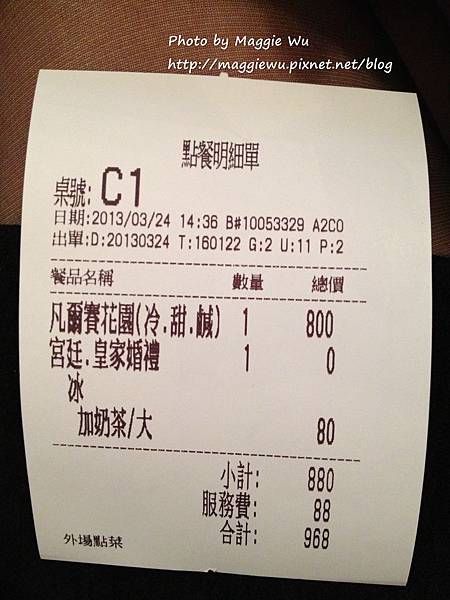 Photo by Maggie Wu
http://maggiewu.pixnet.net/blog
點餐明細單
桌號: C1
日期:2013/03/24 14:36 B#10053329 A2C0
出單:D:20130324 T:160122 G:2 U:11 P:2
餐品名稱 數量 總價
凡爾賽花園(冷.甜.鹹) 1 800
宮廷.皇家婚禮 1 0
冰
加奶茶/大 80
小計: 880
服務費: 88
合計: 968
外場點菜